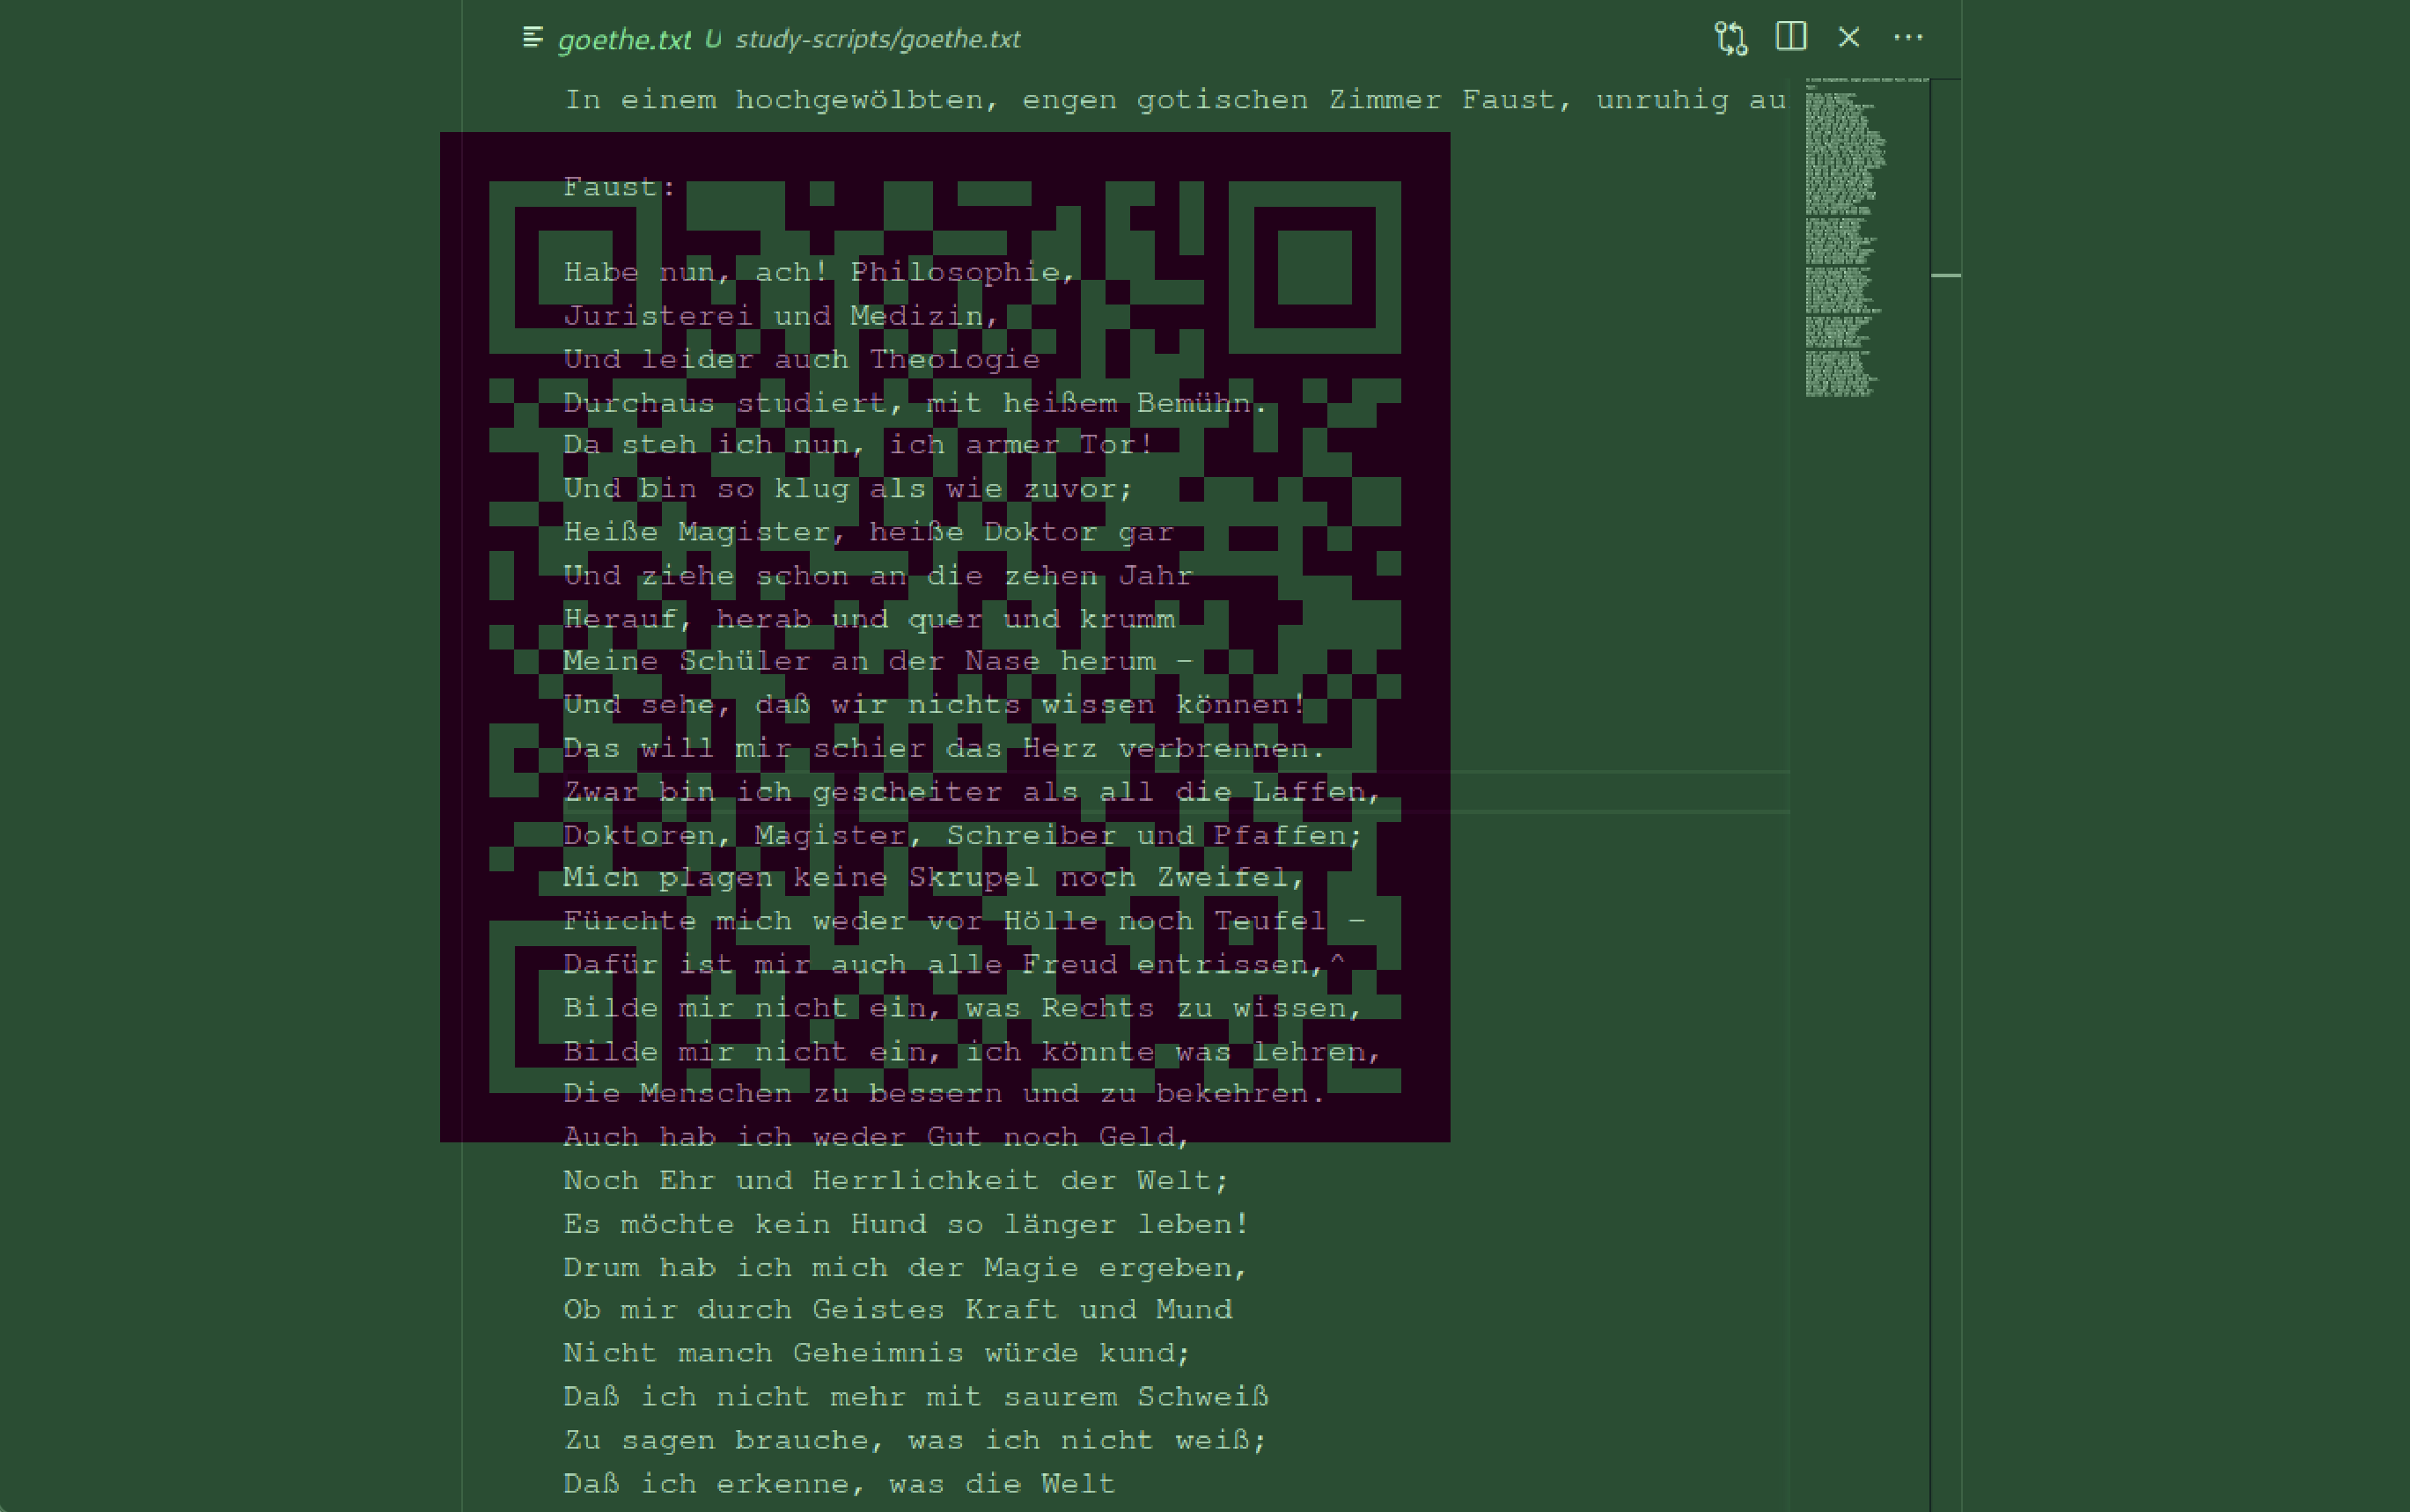 goethe.txt U study-scripts/goethe.txt
In einem hochgewölbten, engen gotischen Zimmer Faust, unruhig au
Faust:
Habe nun, ach! Philosophie,
Juristerei und Medizin,
Und leider auch Theologie
Durchaus studiert, mit heißem Bemühn.
Da steh ich nun, ich armer Tor!
Und bin so klug als wie zuvor;
Heiße Magister, heiße Doktor gar
Und ziehe schon an die zehen Jahr
Herauf, herab und quer und krumm
Meine Schüler an der Nase herum –
Und sehe, daß wir nichts wissen können!
Das will mir schier das Herz verbrennen.
Zwar bin ich gescheiter als all die Laffen,
Doktoren, Magister, Schreiber und Pfaffen;
Mich plagen keine Skrupel noch Zweifel,
Fürchte mich weder vor Hölle noch Teufel –
Dafür ist mir auch alle Freud entrissen,^
Bilde mir nicht ein, was Rechts zu wissen,
Bilde mir nicht ein, ich könnte was lehren,
Die Menschen zu bessern und zu bekehren.
Auch hab ich weder Gut noch Geld,
Noch Ehr und Herrlichkeit der Welt;
Es möchte kein Hund so länger leben!
Drum hab ich mich der Magie ergeben,
Ob mir durch Geistes Kraft und Mund
Nicht manch Geheimnis würde kund;
Daß ich nicht mehr mit saurem Schweiß
Zu sagen brauche, was ich nicht weiß;
Daß ich erkenne, was die Welt